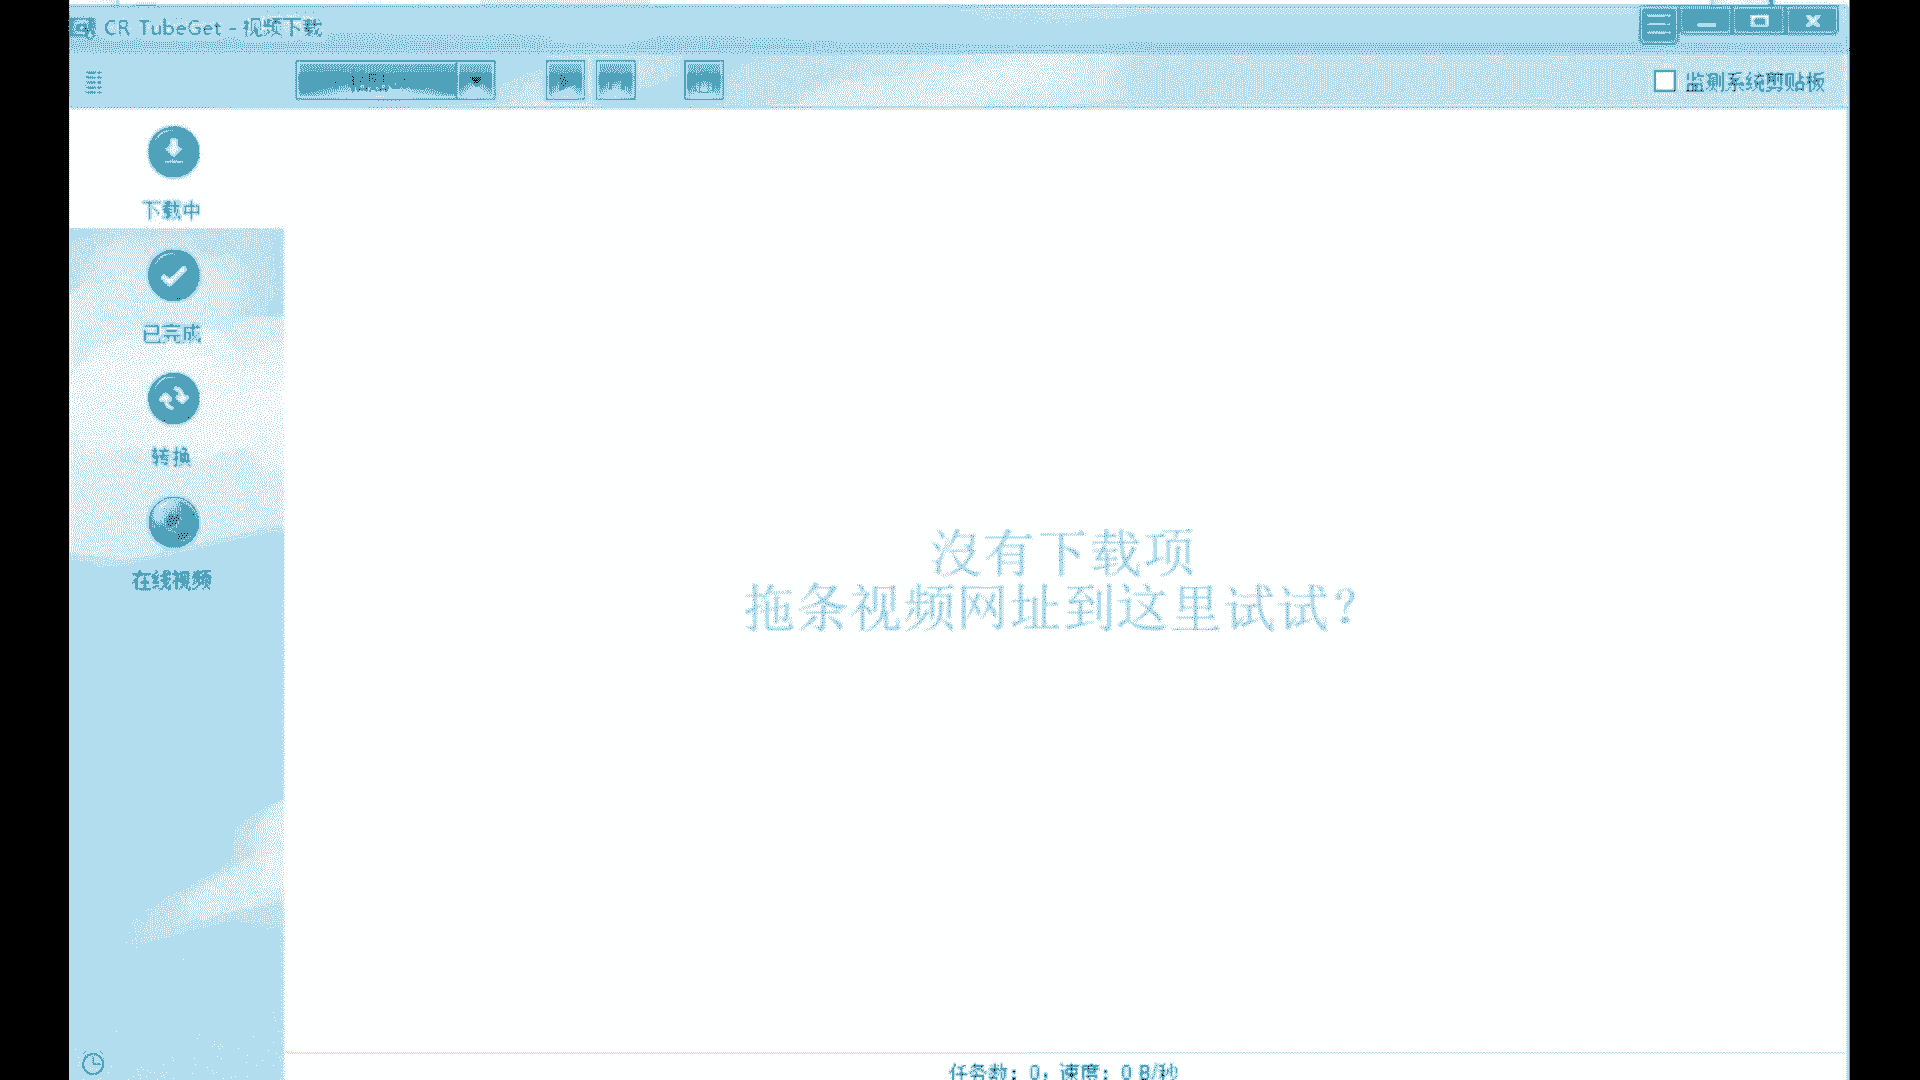 CR TubeGet - 视频下载
监测系统剪贴板
下载中
已完成
转换
在线视频
沒有下载项
拖条视频网址到这里试试?
任务数: 0, 速度: 0 B/秒